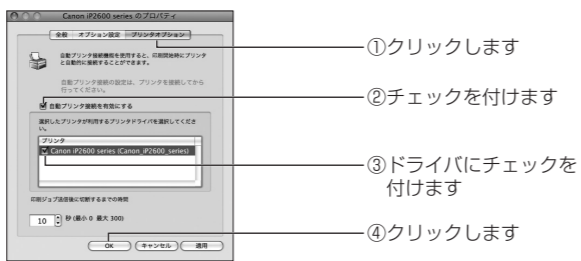 Canon iP2600 series のプロパティ
全般 オプション設定 プリンタオプション
自動プリンタ接続機能を使用すると、印刷開始時にプリンタ
と自動的に接続することができます。
自動プリンタ接続の設定は、プリンタを接続してから
行ってください。
自動プリンタ接続を有効にする
選択したプリンタが利用するプリンタドライバを選択してくださ
い。
プリンタ
Canon iP2600 series (Canon_iP2600_series)
印刷ジョブ送信後に切断するまでの時間
10 秒 (最小 0 最大 300)
OK キャンセル 適用
①クリックします
②チェックを付けます
③ドライバにチェックを
付けます
④クリックします